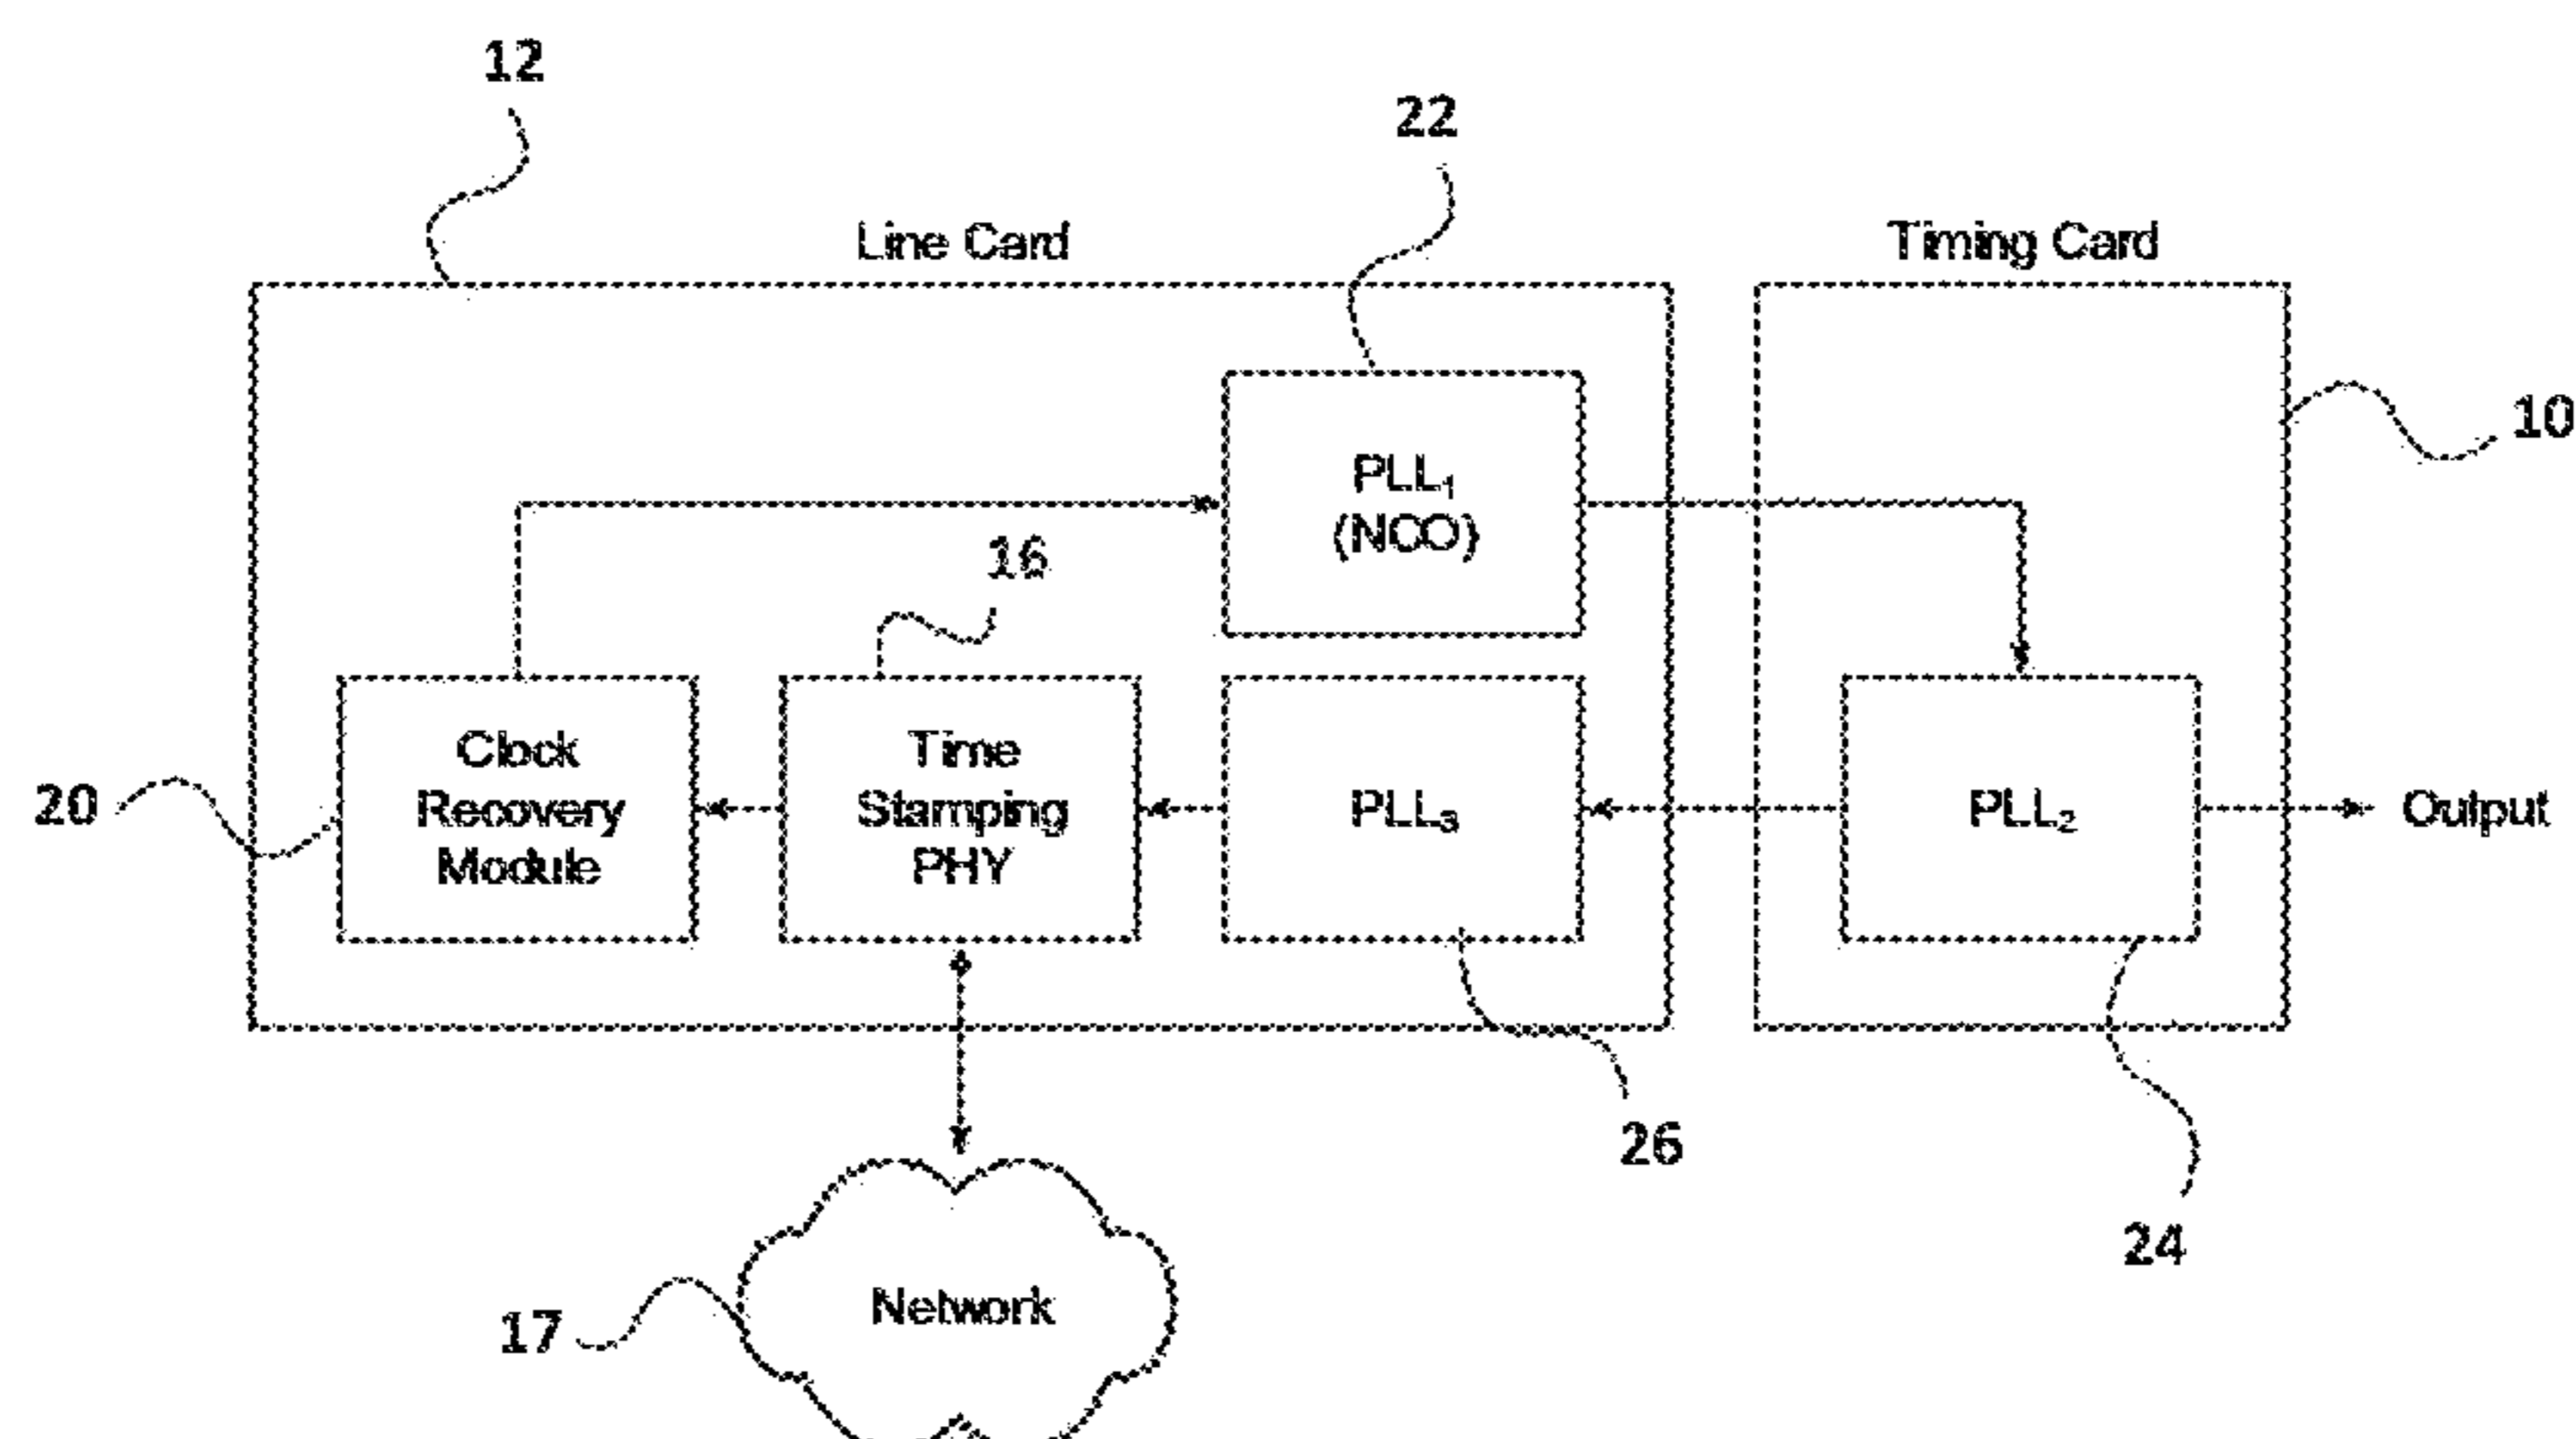 12
22
Line Card
Timing Card
10
PLL₁
(NCO)
16
Clock
Recovery
Module
Time
Stamping
PHY
PLL₃
PLL₂
Output
20
26
24
Network
17